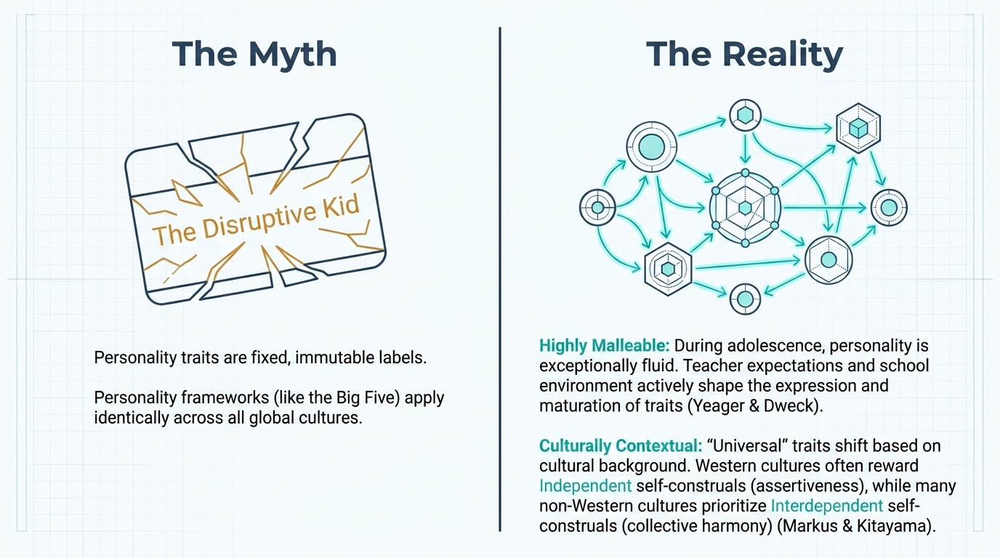 The Myth
The Disruptive Kid
Personality traits are fixed, immutable labels.
Personality frameworks (like the Big Five) apply
identically across all global cultures.
The Reality
Highly Malleable: During adolescence, personality is
exceptionally fluid. Teacher expectations and school
environment actively shape the expression and
maturation of traits (Yeager & Dweck).
Culturally Contextual: “Universal” traits shift based on
cultural background. Western cultures often reward
Independent self-construals (assertiveness), while many
non-Western cultures prioritize Interdependent self-
construals (collective harmony) (Markus & Kitayama).